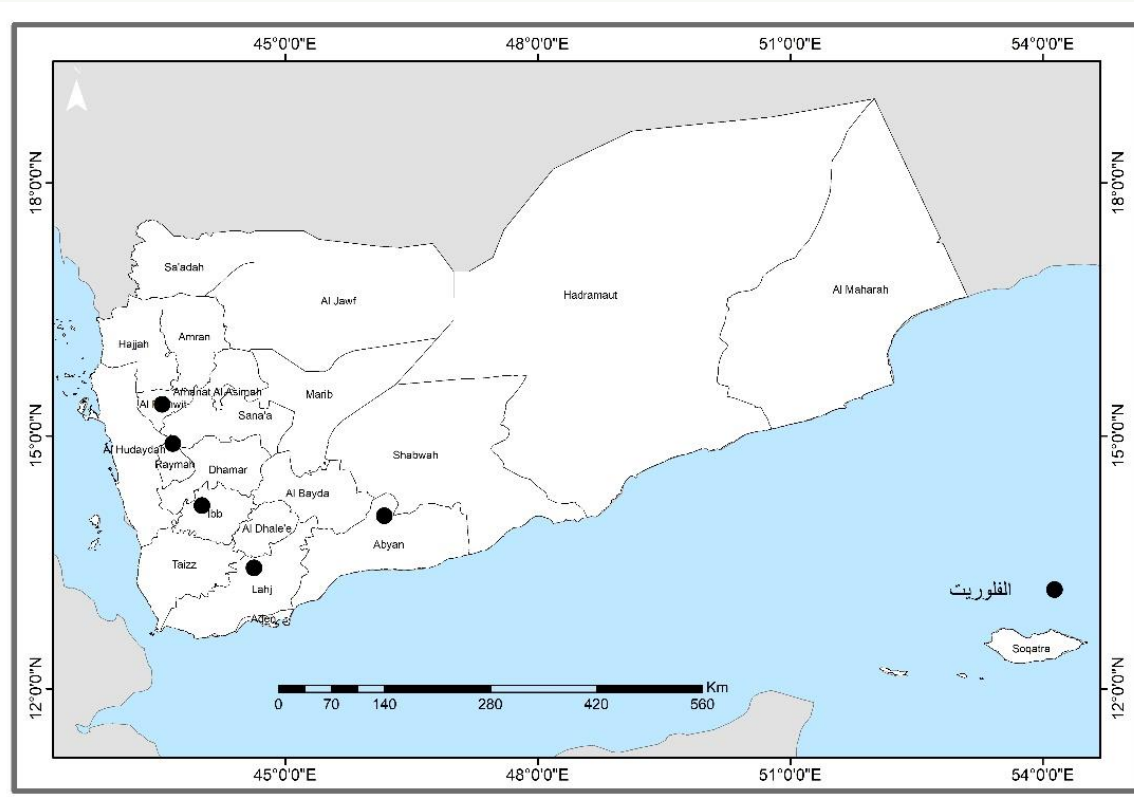 45°0'0"E 48°0'0"E 51°0'0"E 54°0'0"E
18°0'0"N 18°0'0"N
Sa'adah
Al Jawf
Hadramaut
Al Maharah
Hajjah
Amran
Amanat Al Asimah
Marib
Al
Sana'a
15°0'0"N 15°0'0"N
Al Hudaydah
Rayman
Dhamar
Shabwah
Al Bayda
Ibb
Al Dhale'e
Abyan
Taizz
Lahj
الفلوريت
Aden
Soqatra
12°0'0"N 12°0'0"N
Km
0 70 140 280 420 560
45°0'0"E 48°0'0"E 51°0'0"E 54°0'0"E